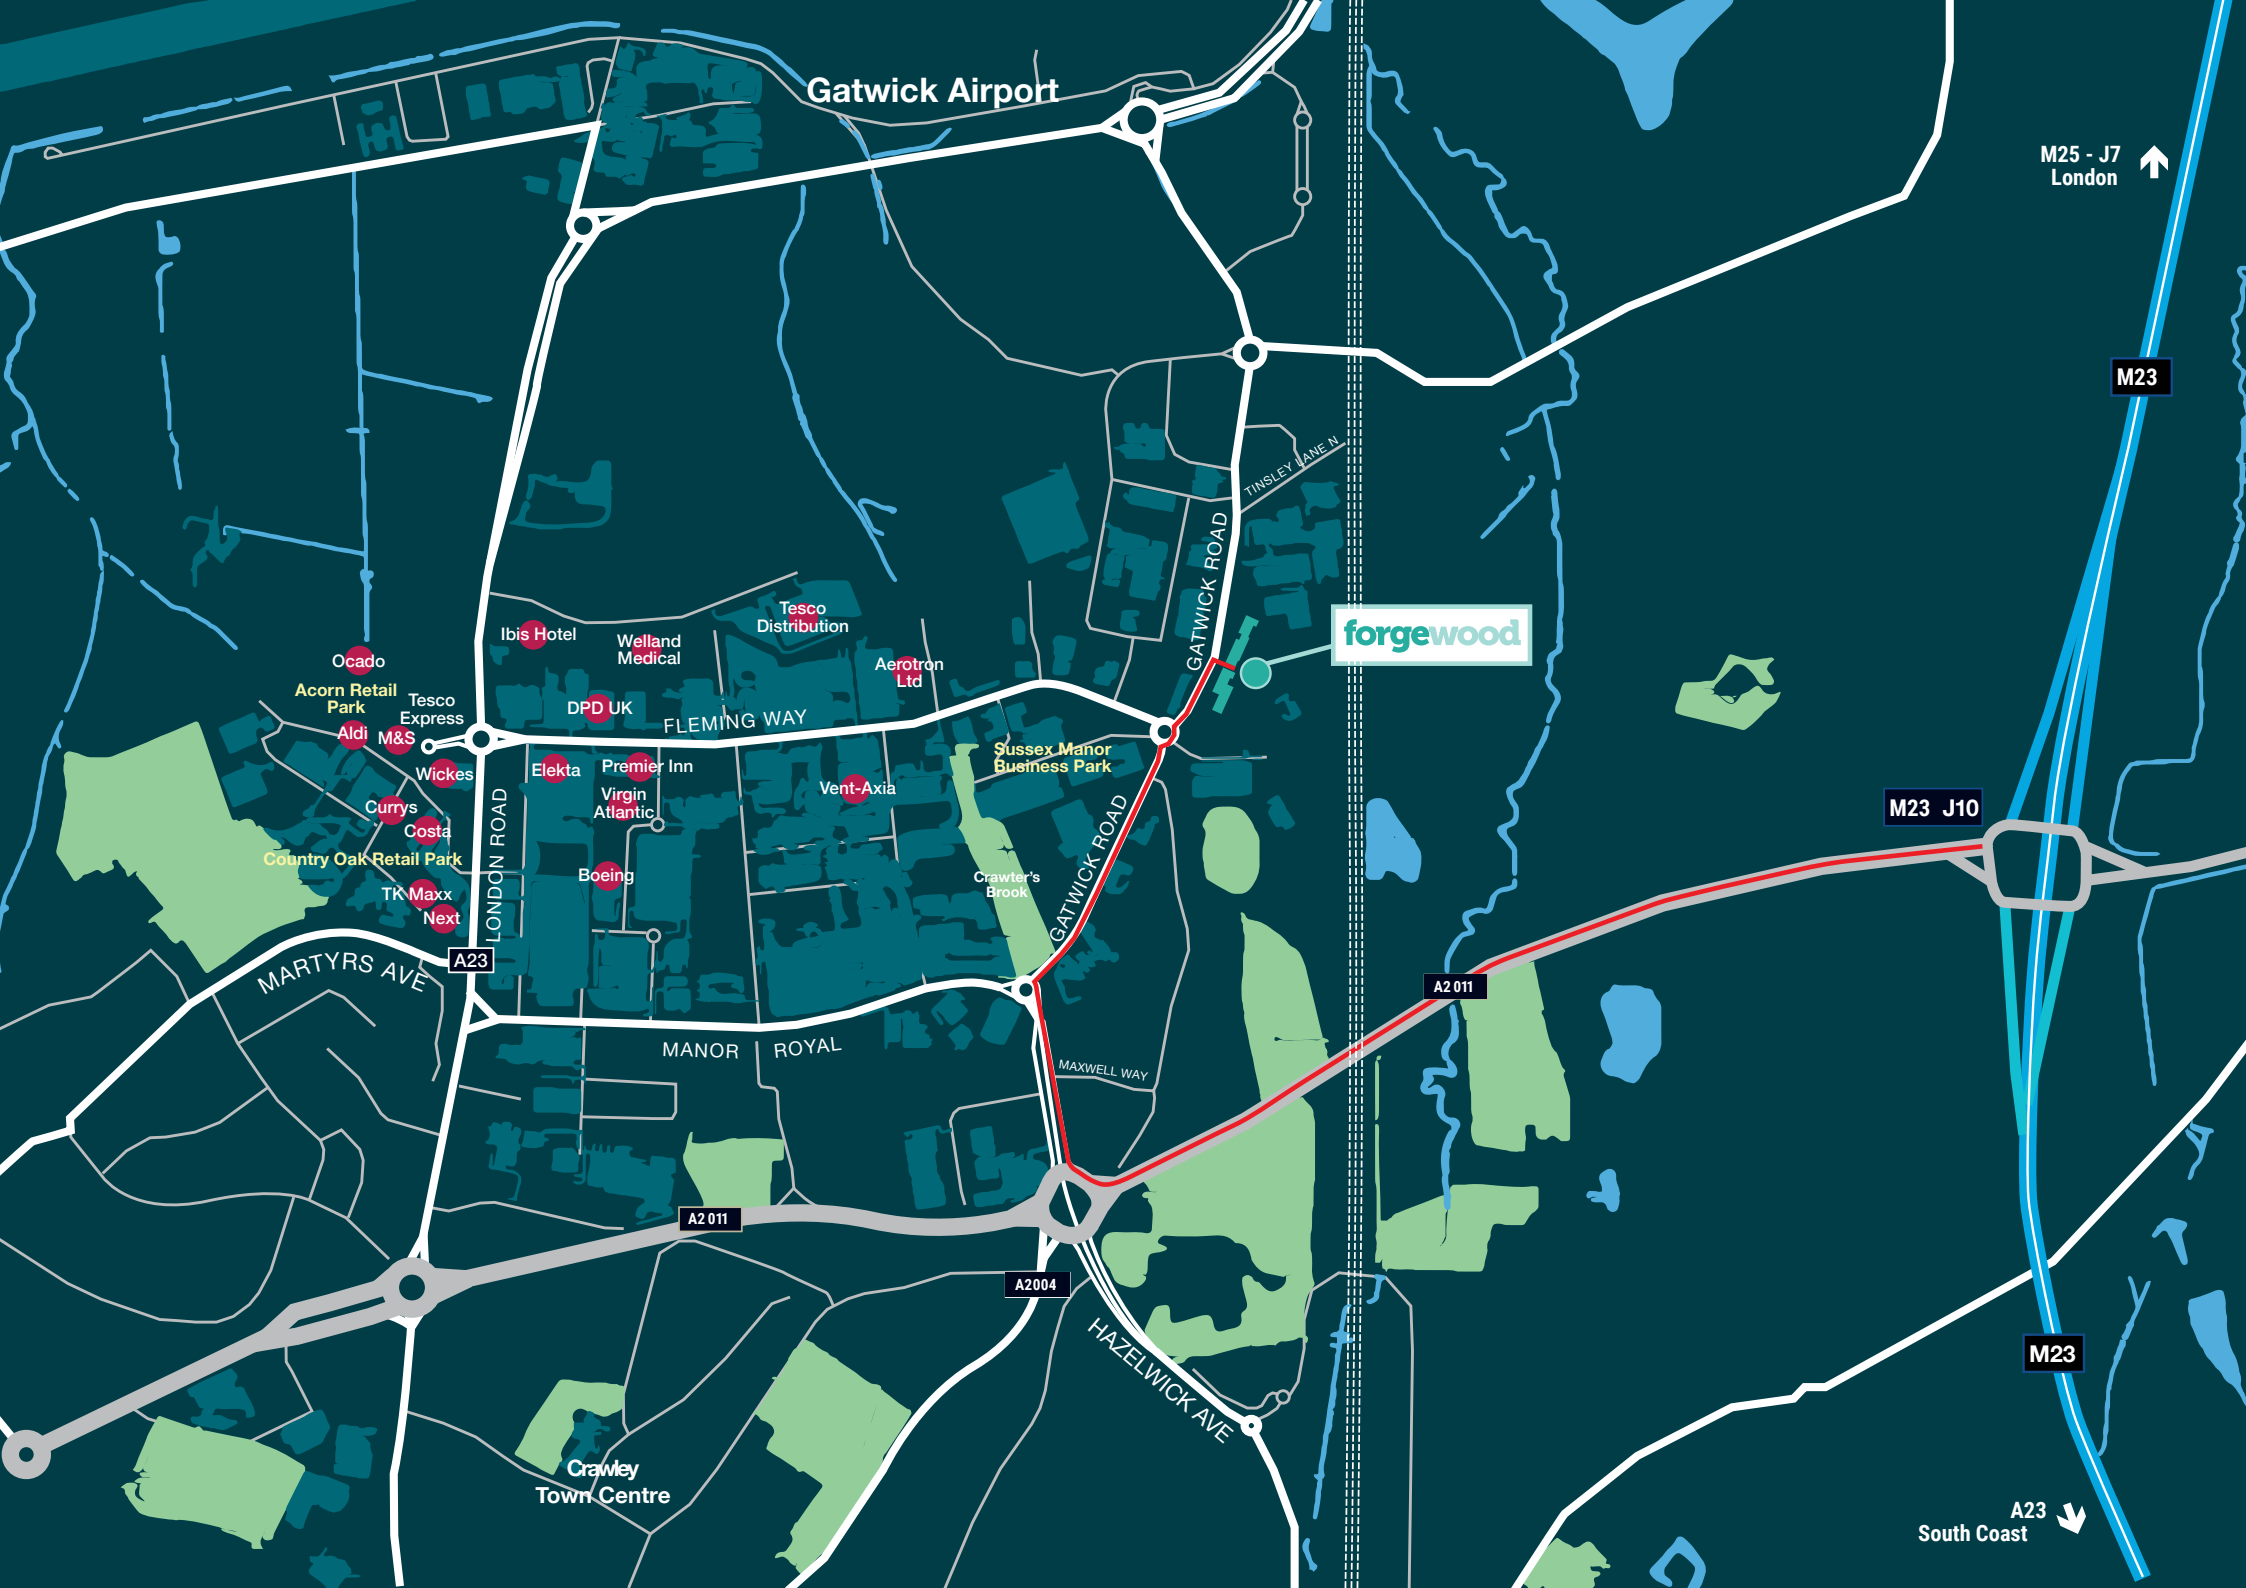 Gatwick Airport
M25 - J7
London
M23
TINSLEY LANE N
GATWICK ROAD
forgewood
Tesco
Distribution
Ibis Hotel
Welland
Medical
Ocado
Aerotron
Ltd
Acorn Retail
Park
Tesco
Express
DPD UK
FLEMING WAY
Aldi
M&S
Sussex Manor
Business Park
Wickes
Elekta
Premier Inn
Vent-Axia
Virgin
Atlantic
Currys
Costa
M23 J10
LONDON ROAD
GATWICK ROAD
Country Oak Retail Park
Boeing
Crawter's
Brook
TK Maxx
Next
A23
MARTYRS AVE
A2011
MANOR ROYAL
MAXWELL WAY
A2011
A2004
HAZELWICK AVE
M23
Crawley
Town Centre
A23
South Coast